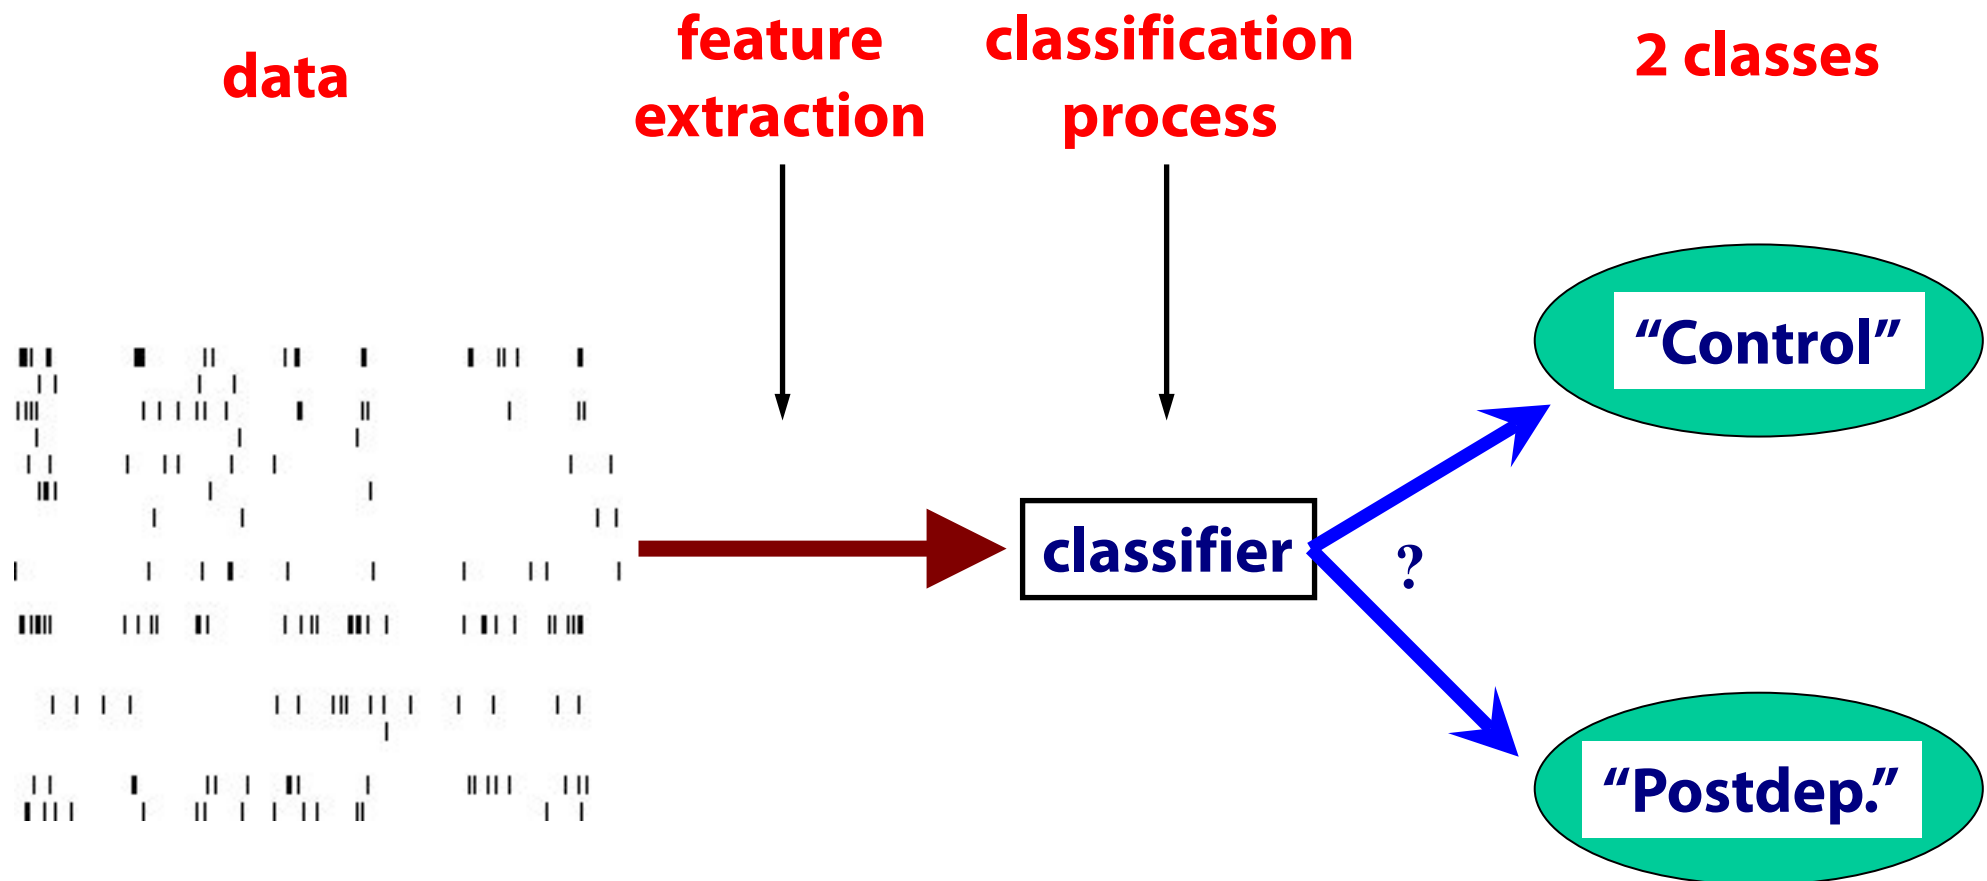 data
feature
extraction
classification
process
2 classes
“Control”
classifier
?
“Postdep.”